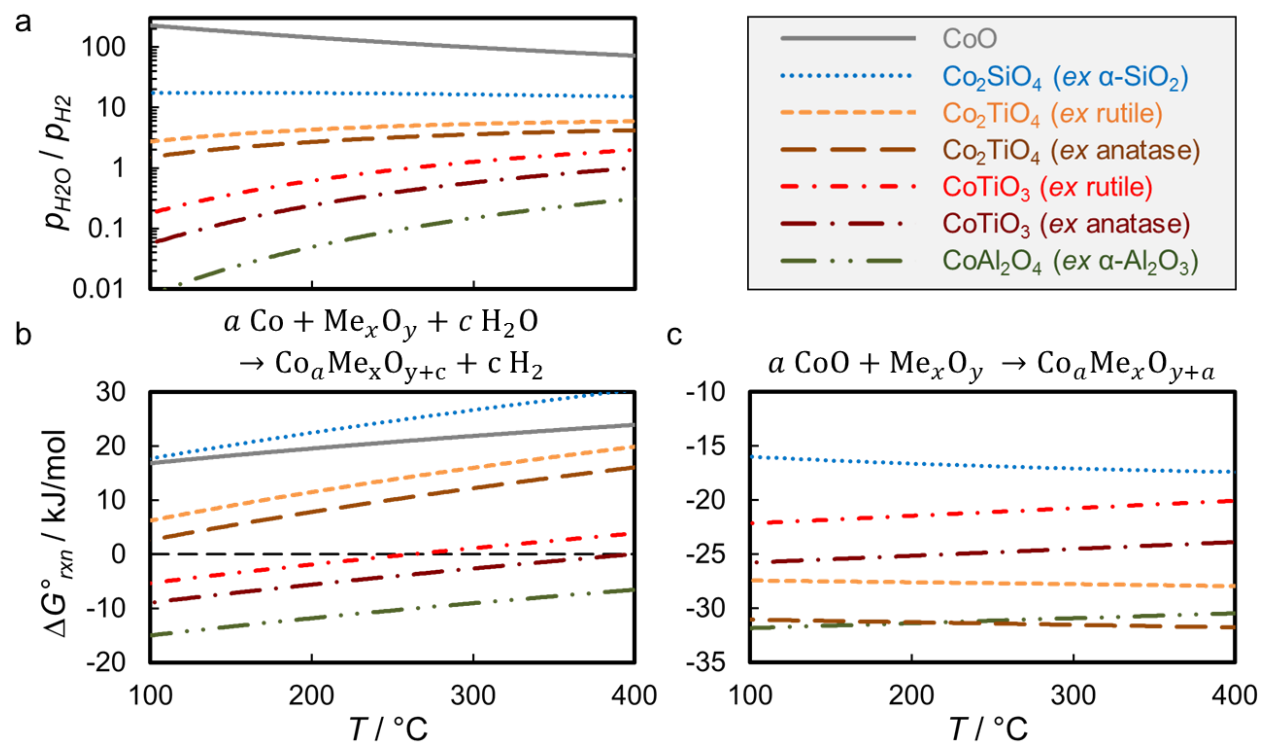 a
100
10
1
0.1
0.01
pH2O / pH2
CoO
Co₂SiO₄ (ex α-SiO₂)
Co₂TiO₄ (ex rutile)
Co₂TiO₄ (ex anatase)
CoTiO₃ (ex rutile)
CoTiO₃ (ex anatase)
CoAl₂O₄ (ex α-Al₂O₃)
b
a Co + MeₓOy + c H₂O
→ CoₐMeₓOy+c + c H₂
30
20
10
0
-10
-20
ΔG°rxn / kJ/mol
100 200 300 400
T / °C
c
a CoO + MeₓOy → CoₐMeₓOy+a
-10
-15
-20
-25
-30
-35
100 200 300 400
T / °C